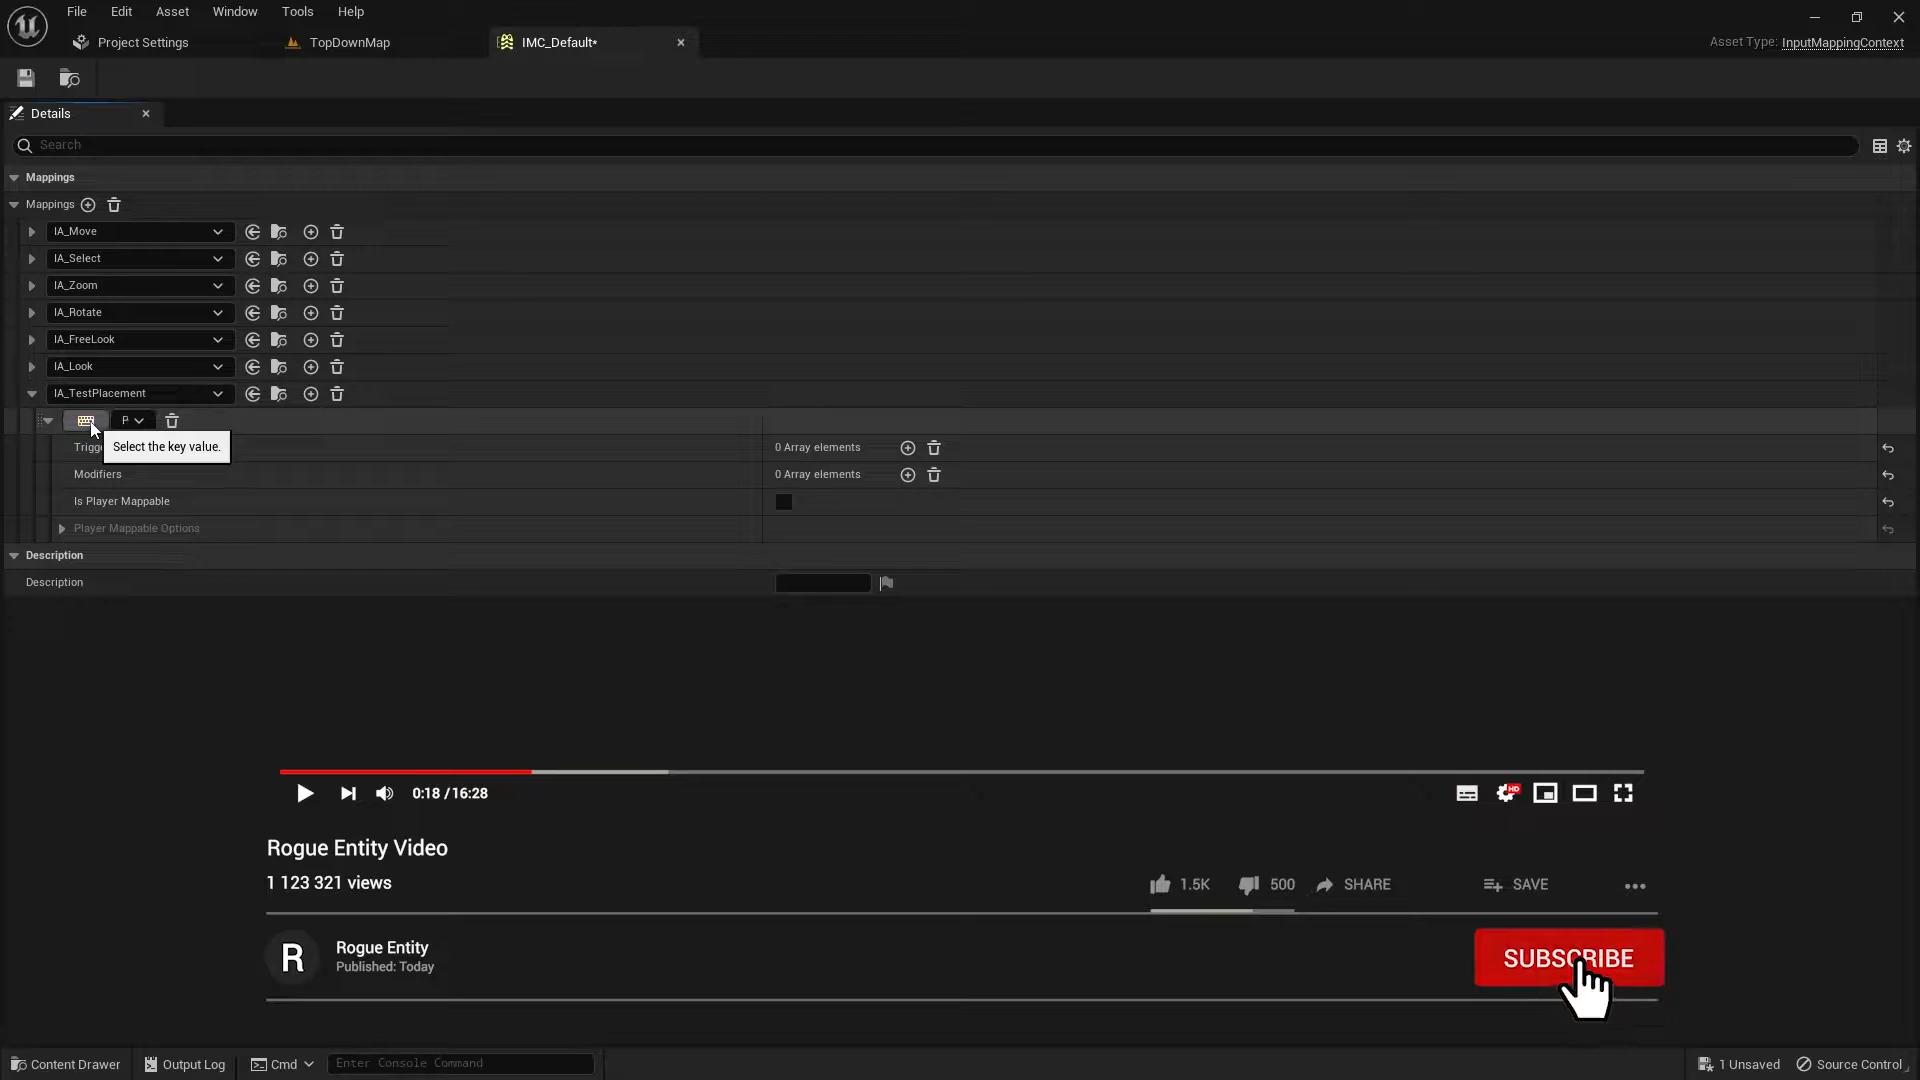 File Edit Asset Window Tools Help
Project Settings TopDownMap IMC_Default* Asset Type: InputMappingContext
Details
Search
Mappings
Mappings
IA_Move
IA_Select
IA_Zoom
IA_Rotate
IA_FreeLook
IA_Look
IA_TestPlacement
P
Select the key value.
Trigge 0 Array elements
Modifiers 0 Array elements
Is Player Mappable
Player Mappable Options
Description
Description
0:18 / 16:28 HD
Rogue Entity Video
1 123 321 views 1.5K 500 SHARE SAVE
R Rogue Entity
Published: Today
SUBSCRIBE
Content Drawer Output Log Cmd Enter Console Command 1 Unsaved Source Control